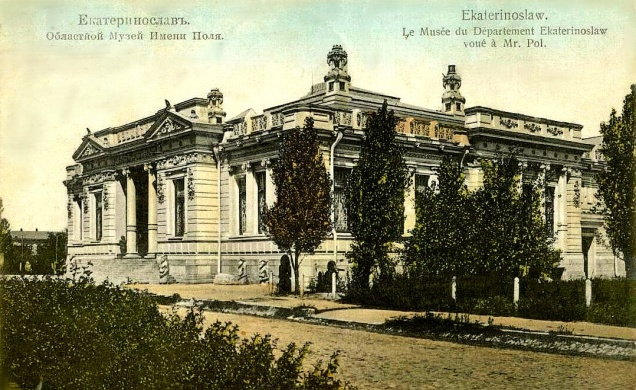 Екатеринославъ.
Областной Музей Имени Поля.
Ekaterinoslaw.
Le Musée du Département Ekaterinoslaw
voué à Mr. Pol.